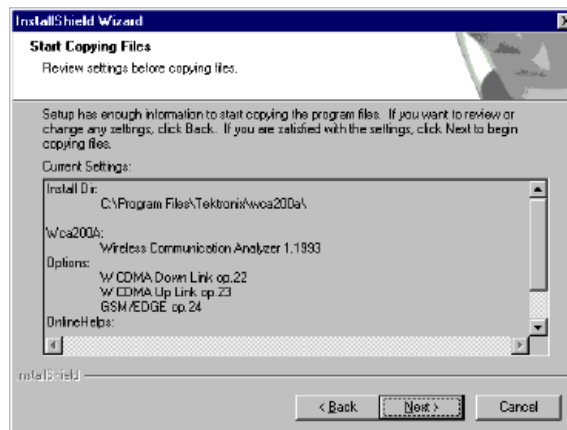 InstallShield Wizard
Start Copying Files
Review settings before copying files.
Setup has enough information to start copying the program files. If you want to review or
change any settings, click Back. If you are satisfied with the settings, click Next to begin
copying files.
Current Settings:
Install Dir:
C:\Program Files\Tektronix\wca200a\
Wca200A:
Wireless Communication Analyzer 1.1993
Options:
W CDMA Down Link op.22
W CDMA Up Link op.23
GSM/EDGE op.24
OnlineHelps:
InstallShield
< Back
Next >
Cancel